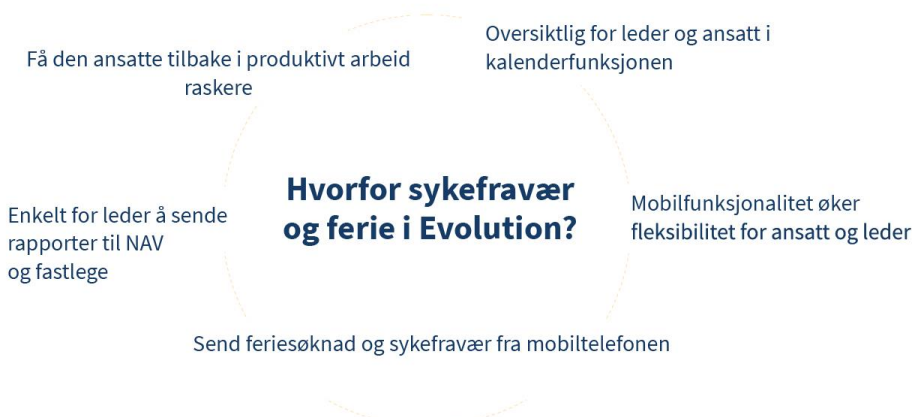 Få den ansatte tilbake i produktivt arbeid
raskere
Oversiktlig for leder og ansatt i
kalenderfunksjonen
Hvorfor sykefravær
og ferie i Evolution?
Enkelt for leder å sende
rapporter til NAV
og fastlege
Mobilfunksjonalitet øker
fleksibilitet for ansatt og leder
Send feriesøknad og sykefravær fra mobiltelefonen